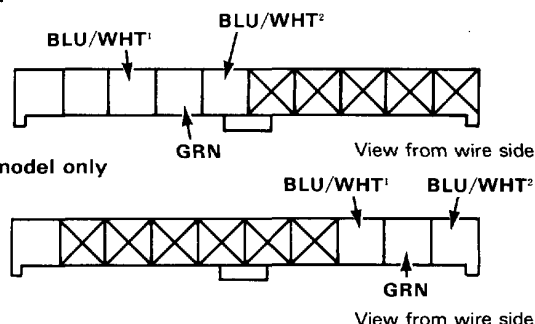 BLU/WHT²
BLU/WHT¹
GRN
View from wire side
model only
BLU/WHT¹ BLU/WHT²
GRN
View from wire side